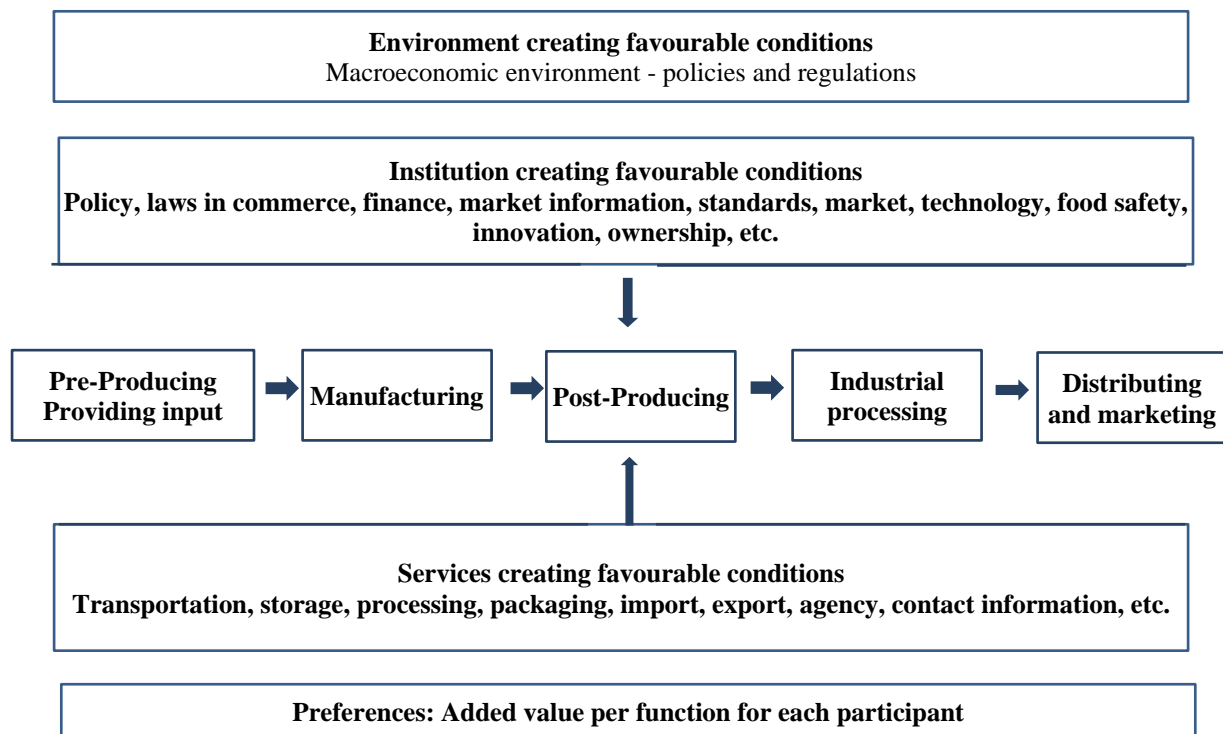 Environment creating favourable conditions
Macroeconomic environment - policies and regulations
Institution creating favourable conditions
Policy, laws in commerce, finance, market information, standards, market, technology, food safety,
innovation, ownership, etc.
Pre-Producing
Providing input
Manufacturing
Post-Producing
Industrial
processing
Distributing
and marketing
Services creating favourable conditions
Transportation, storage, processing, packaging, import, export, agency, contact information, etc.
Preferences: Added value per function for each participant